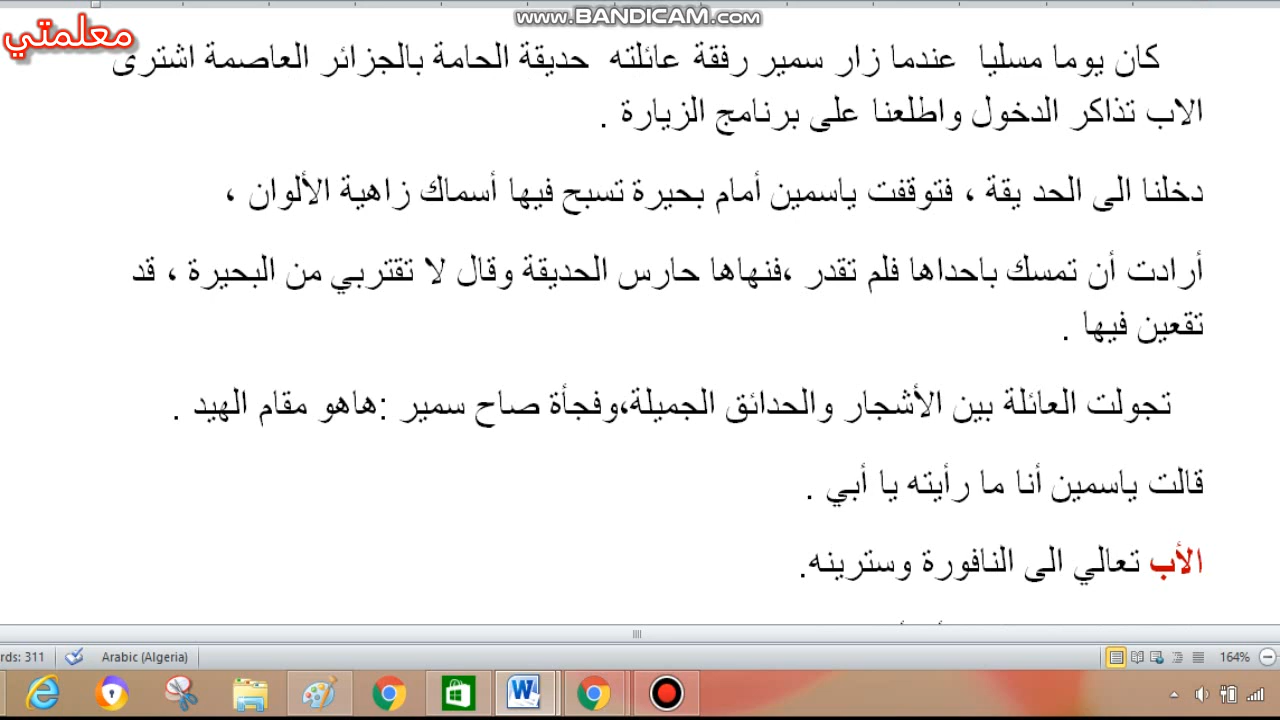 www.BANDICAM.com
معلمتي
كان يوما مسليا عندما زار سمير رفقة عائلته حديقة الحامة بالجزائر العاصمة اشترى
الاب تذاكر الدخول واطلعنا على برنامج الزيارة .
دخلنا الى الحد يقة ، فتوقفت ياسمين أمام بحيرة تسبح فيها أسماك زاهية الألوان ،
أرادت أن تمسك باحداها فلم تقدر ،فنهاها حارس الحديقة وقال لا تقتربي من البحيرة ، قد
تقعين فيها .
تجولت العائلة بين الأشجار والحدائق الجميلة،وفجأة صاح سمير :هاهو مقام الهيد .
قالت ياسمين أنا ما رأيته يا أبي .
الأب تعالي الى النافورة وسترينه.
rds: 311 Arabic (Algeria) 164%